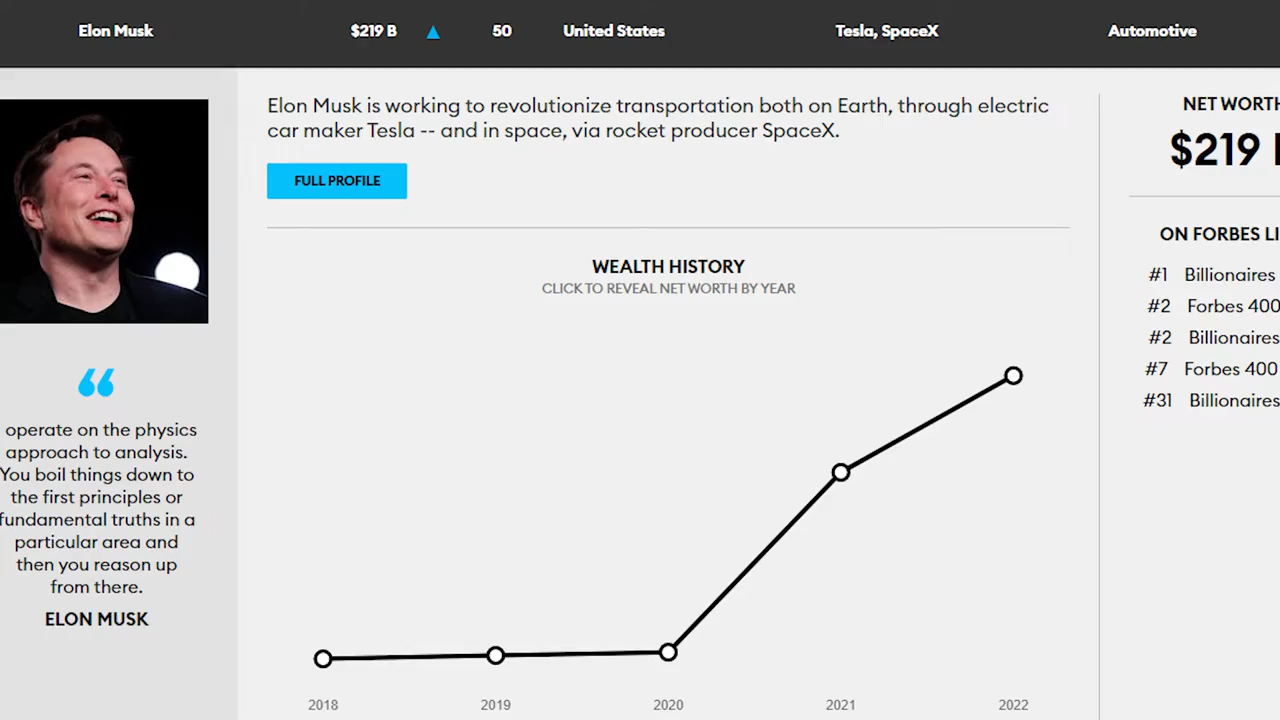 Elon Musk $219 B 50 United States Tesla, SpaceX Automotive
Elon Musk is working to revolutionize transportation both on Earth, through electric
car maker Tesla -- and in space, via rocket producer SpaceX.
FULL PROFILE
WEALTH HISTORY
CLICK TO REVEAL NET WORTH BY YEAR
2018 2019 2020 2021 2022
“
operate on the physics
approach to analysis.
You boil things down to
the first principles or
fundamental truths in a
particular area and
then you reason up
from there.
ELON MUSK
NET WORTH
$219
ON FORBES LI
#1 Billionaires
#2 Forbes 400
#2 Billionaires
#7 Forbes 400
#31 Billionaires